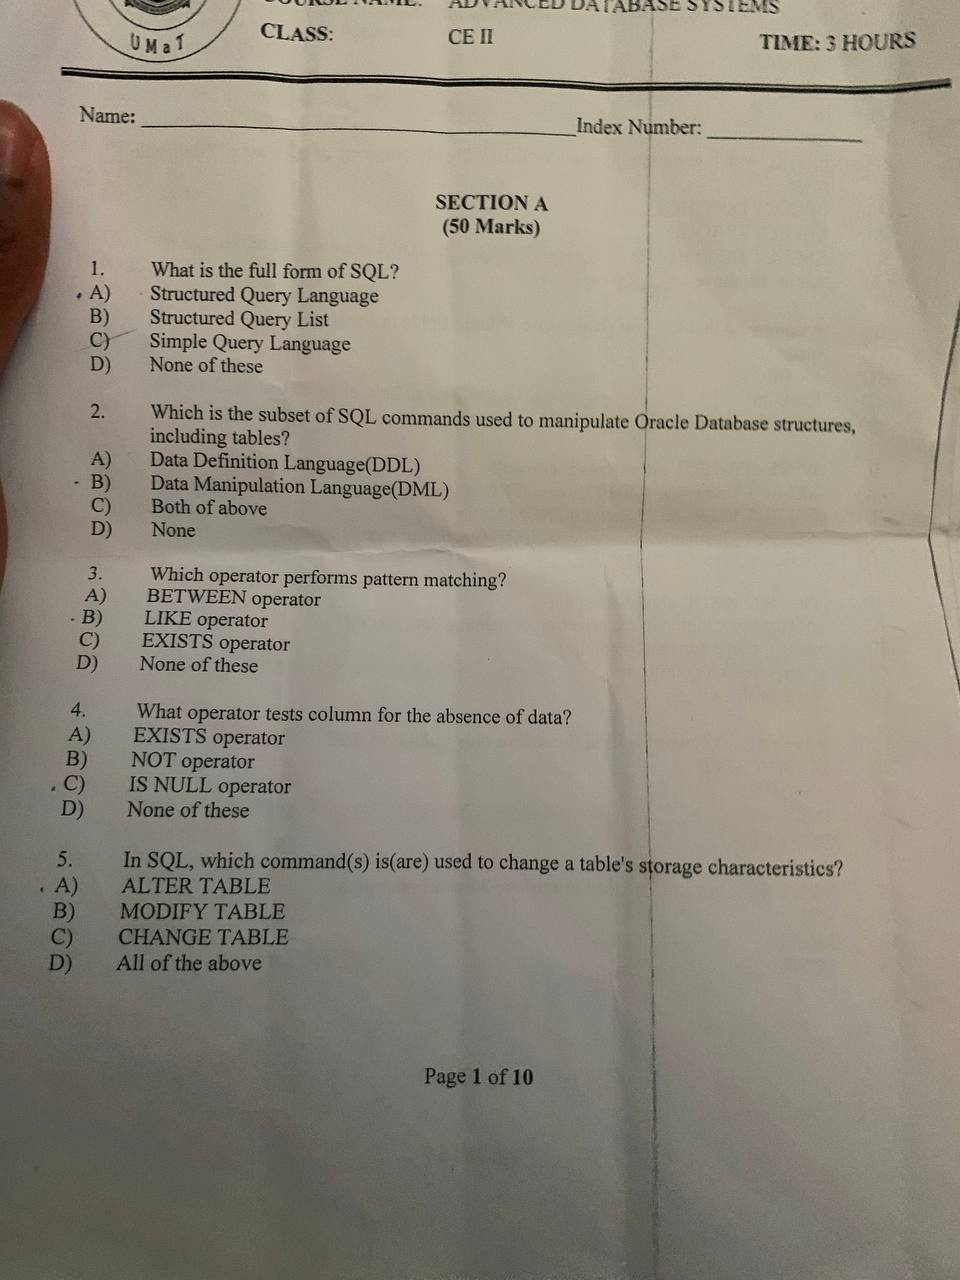 COURSE NAME: ADVANCED DATABASE SYSTEMS
UMaT
CLASS: CE II TIME: 3 HOURS
Name: Index Number:
SECTION A
(50 Marks)
1. What is the full form of SQL?
A) Structured Query Language
B) Structured Query List
C) Simple Query Language
D) None of these
2. Which is the subset of SQL commands used to manipulate Oracle Database structures,
including tables?
A) Data Definition Language(DDL)
B) Data Manipulation Language(DML)
C) Both of above
D) None
3. Which operator performs pattern matching?
A) BETWEEN operator
B) LIKE operator
C) EXISTS operator
D) None of these
4. What operator tests column for the absence of data?
A) EXISTS operator
B) NOT operator
C) IS NULL operator
D) None of these
5. In SQL, which command(s) is(are) used to change a table's storage characteristics?
A) ALTER TABLE
B) MODIFY TABLE
C) CHANGE TABLE
D) All of the above
Page 1 of 10